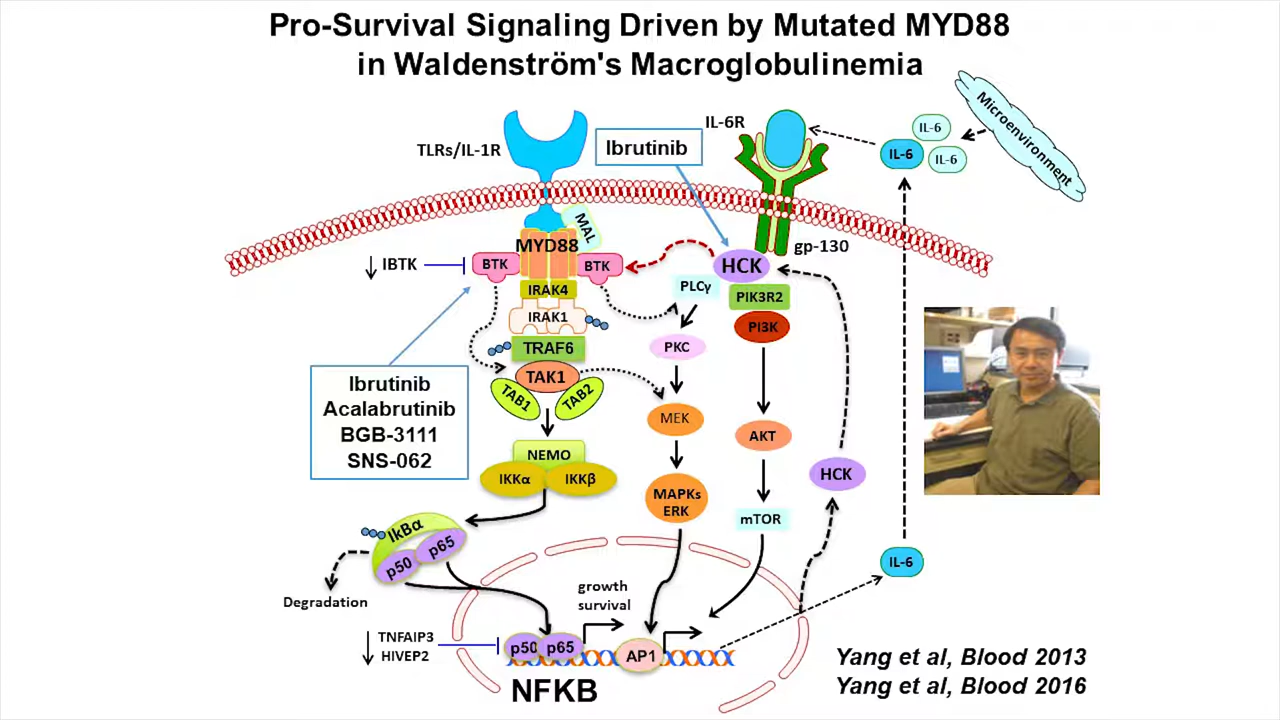 Pro-Survival Signaling Driven by Mutated MYD88
in Waldenström's Macroglobulinemia
TLRs/IL-1R
Ibrutinib
IL-6R
IL-6
IL-6
IL-6
Microenvironment
MAL
MYD88
gp-130
IBTK
BTK
BTK
HCK
IRAK4
PLCγ
PIK3R2
IRAK1
PI3K
TRAF6
PKC
TAK1
TAB1
TAB2
Ibrutinib
Acalabrutinib
BGB-3111
SNS-062
MEK
AKT
NEMO
IKKα
IKKβ
HCK
MAPKs
ERK
mTOR
IkBα
p50
p65
IL-6
Degradation
growth
survival
TNFAIP3
HIVEP2
p50
p65
AP1
NFKB
Yang et al, Blood 2013
Yang et al, Blood 2016